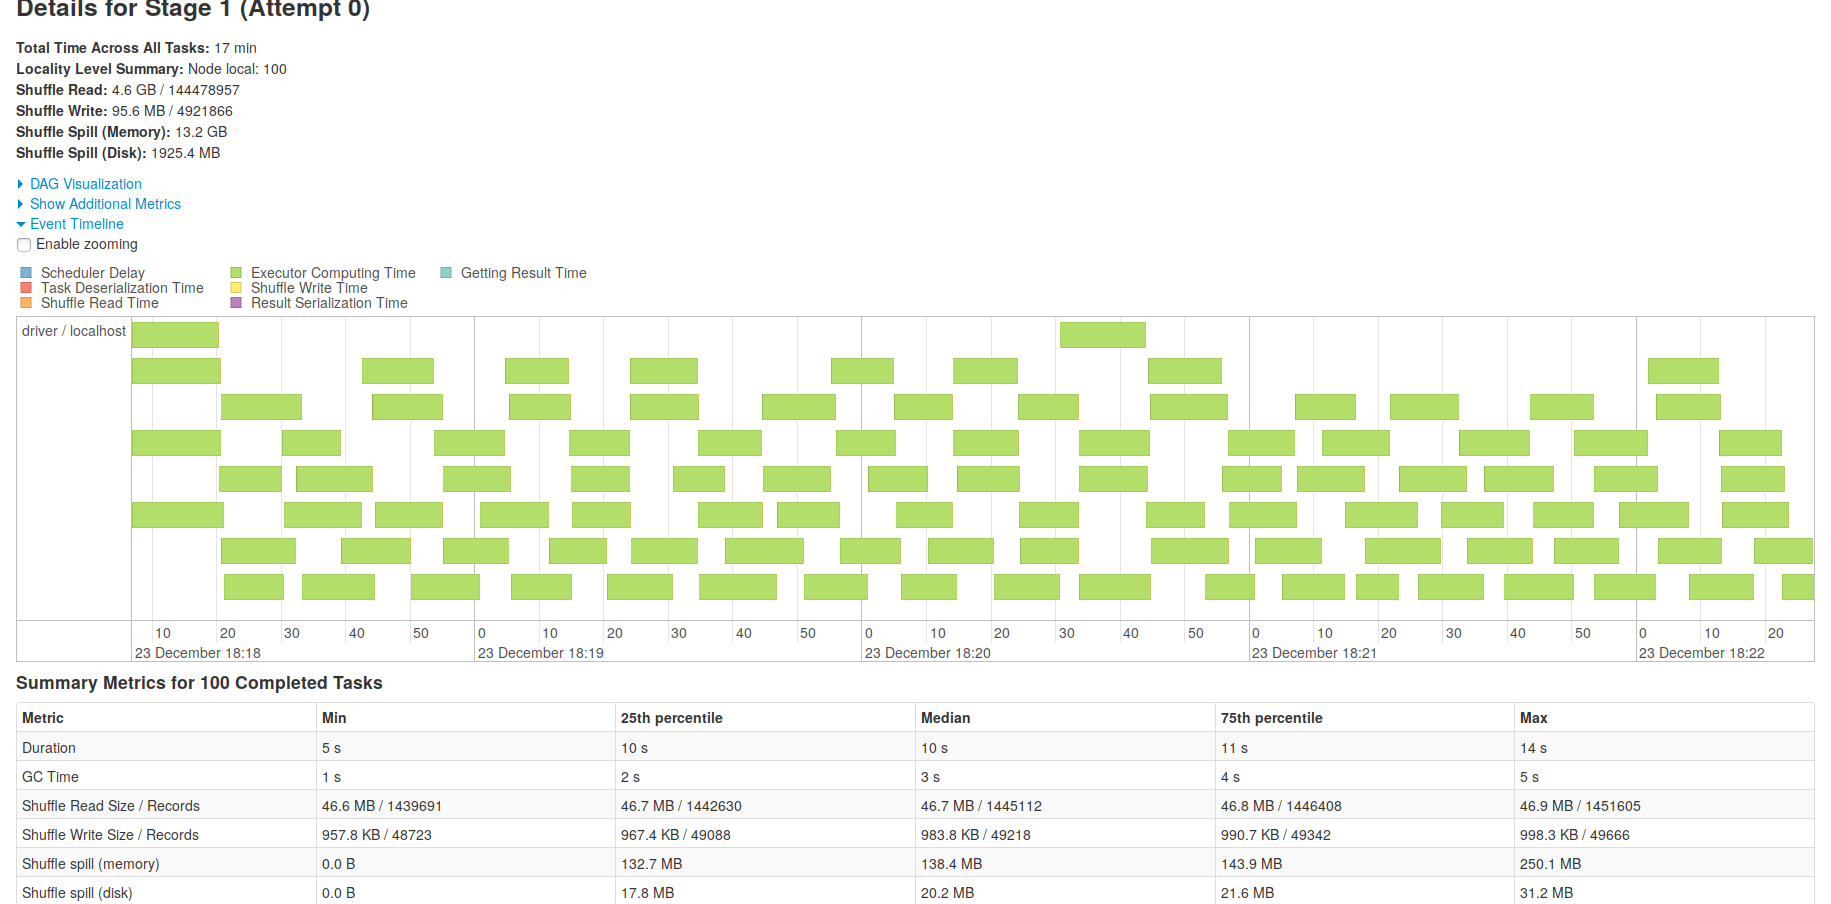 Details for Stage 1 (Attempt 0)
Total Time Across All Tasks: 17 min
Locality Level Summary: Node local: 100
Shuffle Read: 4.6 GB / 144478957
Shuffle Write: 95.6 MB / 4921866
Shuffle Spill (Memory): 13.2 GB
Shuffle Spill (Disk): 1925.4 MB
DAG Visualization
Show Additional Metrics
Event Timeline
Enable zooming
Scheduler Delay Executor Computing Time Getting Result Time
Task Deserialization Time Shuffle Write Time
Shuffle Read Time Result Serialization Time
driver / localhost
10 20 30 40 50 0 10 20 30 40 50 0 10 20 30 40 50 0 10 20 30 40 50 0 10 20
23 December 18:18 23 December 18:19 23 December 18:20 23 December 18:21 23 December 18:22
Summary Metrics for 100 Completed Tasks
Metric Min 25th percentile Median 75th percentile Max
Duration 5 s 10 s 10 s 11 s 14 s
GC Time 1 s 2 s 3 s 4 s 5 s
Shuffle Read Size / Records 46.6 MB / 1439691 46.7 MB / 1442630 46.7 MB / 1445112 46.8 MB / 1446408 46.9 MB / 1451605
Shuffle Write Size / Records 957.8 KB / 48723 967.4 KB / 49088 983.8 KB / 49218 990.7 KB / 49342 998.3 KB / 49666
Shuffle spill (memory) 0.0 B 132.7 MB 138.4 MB 143.9 MB 250.1 MB
Shuffle spill (disk) 0.0 B 17.8 MB 20.2 MB 21.6 MB 31.2 MB